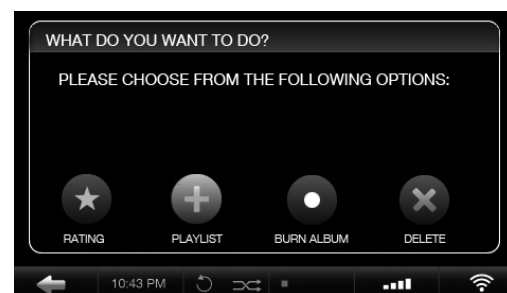 WHAT DO YOU WANT TO DO?
PLEASE CHOOSE FROM THE FOLLOWING OPTIONS:
RATING PLAYLIST BURN ALBUM DELETE
10:43 PM